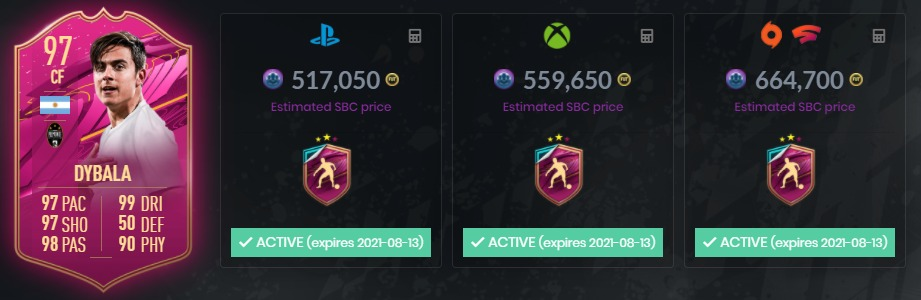 97
CF
DYBALA
97 PAC 99 DRI
97 SHO 50 DEF
98 PAS 90 PHY
517,050
Estimated SBC price
ACTIVE (expires 2021-08-13)
559,650
Estimated SBC price
ACTIVE (expires 2021-08-13)
664,700
Estimated SBC price
ACTIVE (expires 2021-08-13)